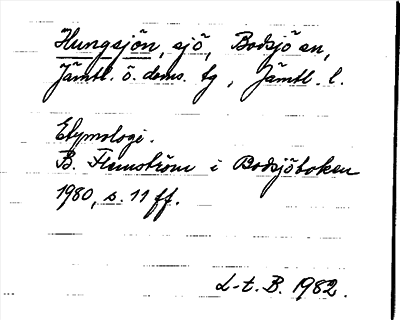 Hungsjön, sjö, Bodsjö sn,
Jämtl. ö. doms. tg, Jämtl. l.
Etymologi.
B. Flemström i Bodsjöboken
1980, s. 11 ff.
L-t. B. 1982.